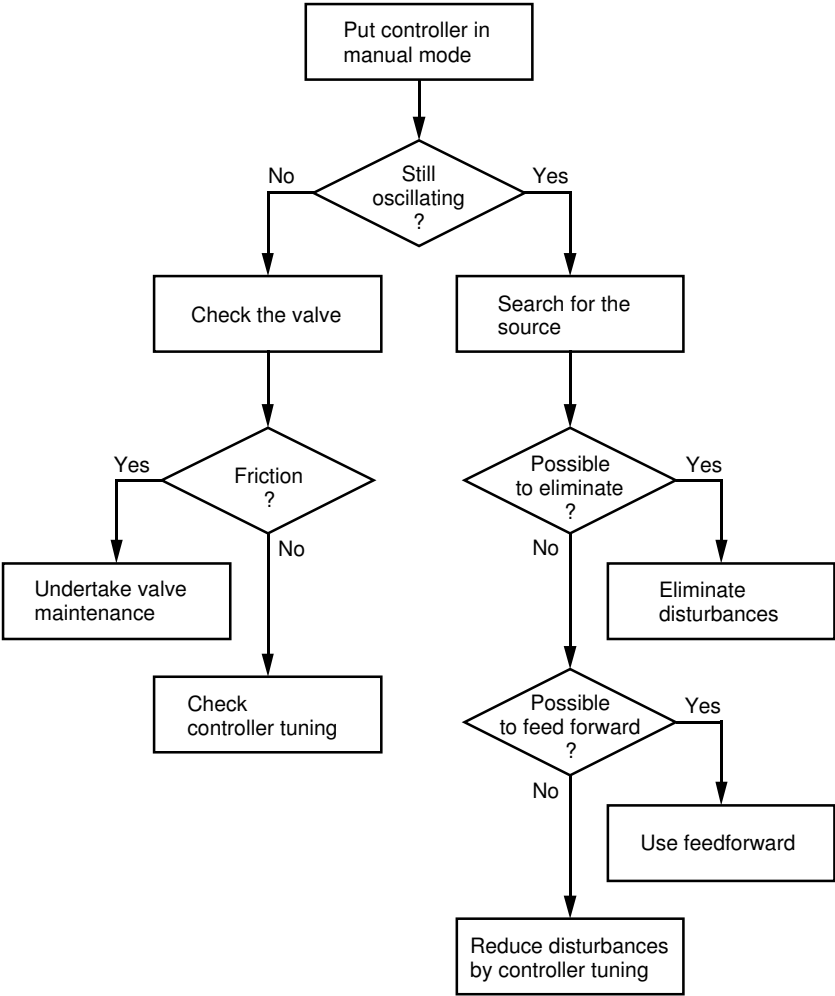 Put controller in
manual mode
No
Still
oscillating
?
Yes
Check the valve
Search for the
source
Yes
Friction
?
No
Possible
to eliminate
?
Yes
No
Undertake valve
maintenance
Eliminate
disturbances
Check
controller tuning
Possible
to feed forward
?
Yes
No
Use feedforward
Reduce disturbances
by controller tuning